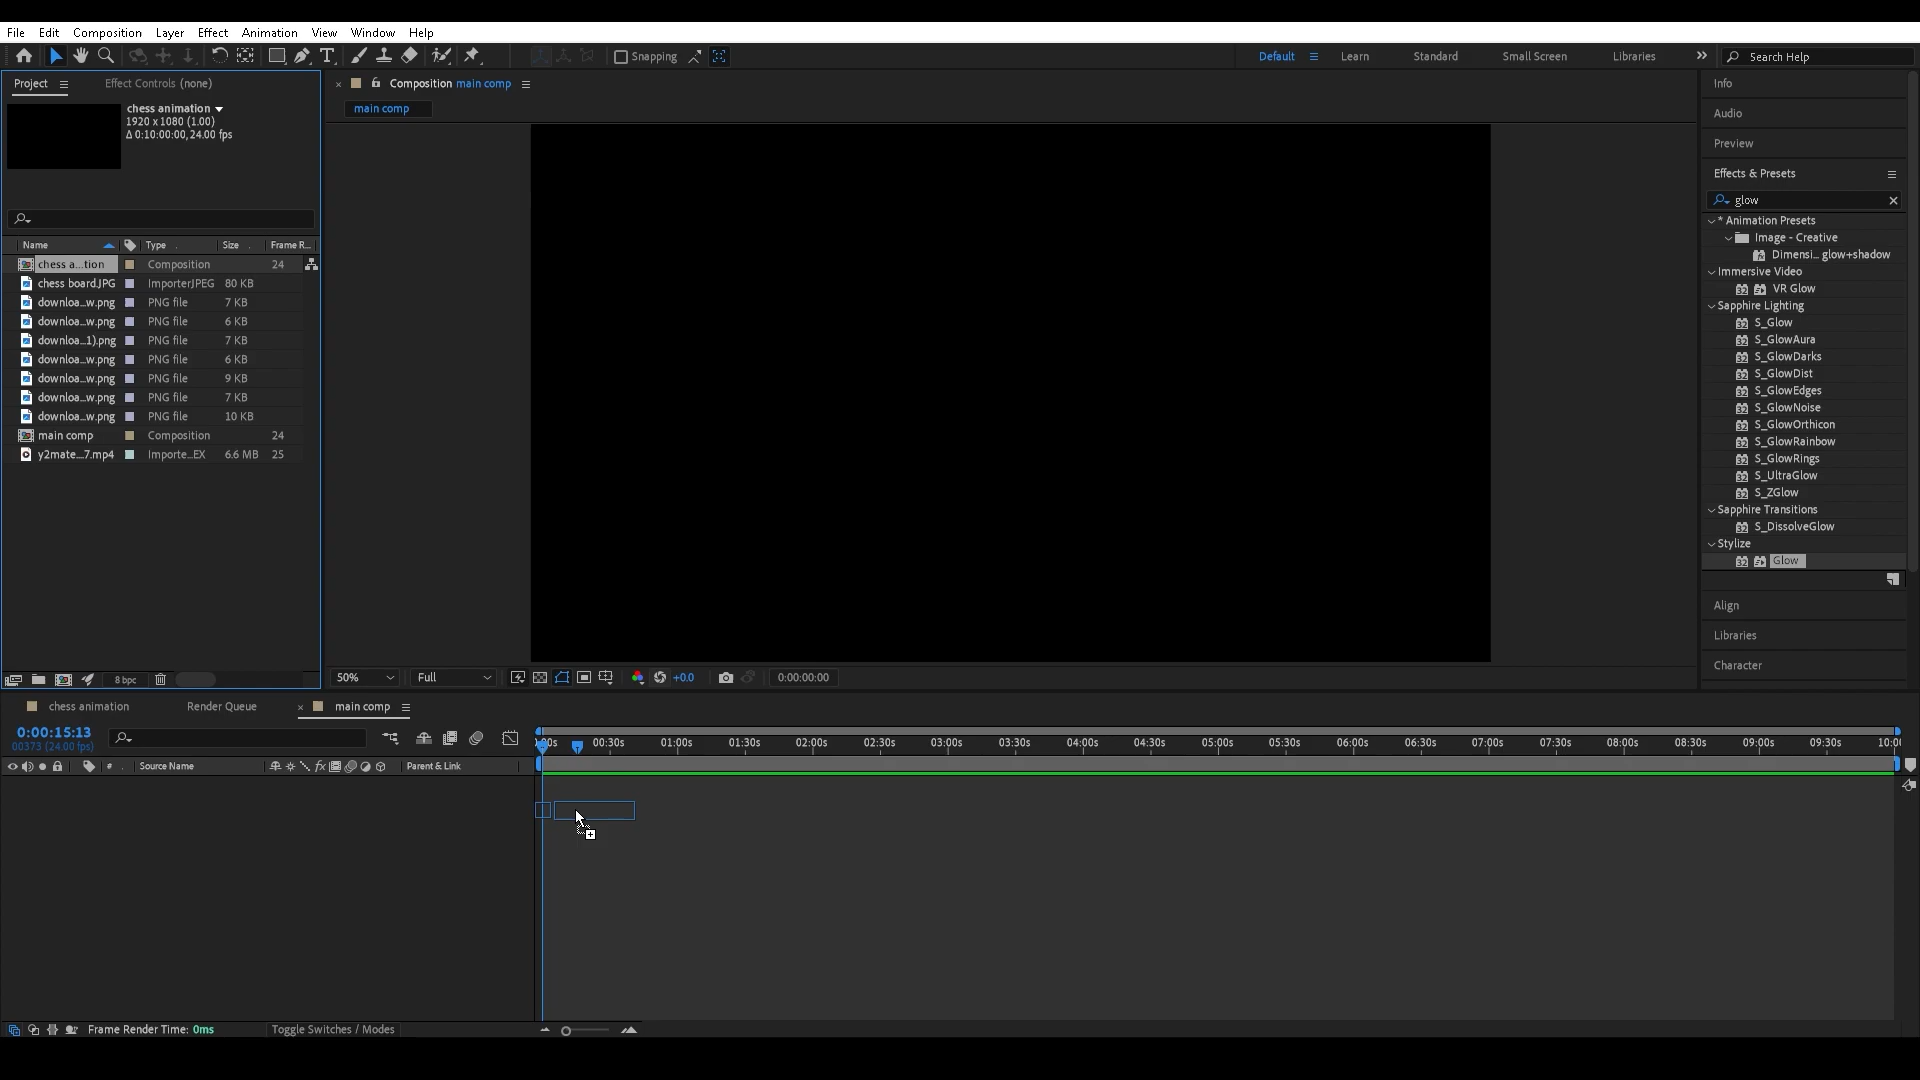 File Edit Composition Layer Effect Animation View Window Help
Snapping Default Learn Standard Small Screen Libraries Search Help
Project Effect Controls (none)
chess animation
1920 x 1080 (1.00)
Δ 0:10:00:00, 24.00 fps
Name Type Size Frame R...
chess a...tion Composition 24
chess board.JPG ImporterJPEG 80 KB
downloa...w.png PNG file 7 KB
downloa...w.png PNG file 6 KB
downloa...1).png PNG file 7 KB
downloa...w.png PNG file 6 KB
downloa...w.png PNG file 9 KB
downloa...w.png PNG file 7 KB
downloa...w.png PNG file 10 KB
main comp Composition 24
y2mate....7.mp4 Importe...EX 6.6 MB 25
8 bpc
Composition main comp
main comp
50% Full +0.0 0:00:00:00
Info
Audio
Preview
Effects & Presets
glow
* Animation Presets
Image - Creative
Dimensi... glow+shadow
Immersive Video
VR Glow
Sapphire Lighting
S_Glow
S_GlowAura
S_GlowDarks
S_GlowDist
S_GlowEdges
S_GlowNoise
S_GlowOrthicon
S_GlowRainbow
S_GlowRings
S_UltraGlow
S_ZGlow
Sapphire Transitions
S_DissolveGlow
Stylize
Glow
Align
Libraries
Character
chess animation Render Queue main comp
0:00:15:13
00373 (24.00 fps)
00s 00:30s 01:00s 01:30s 02:00s 02:30s 03:00s 03:30s 04:00s 04:30s 05:00s 05:30s 06:00s 06:30s 07:00s 07:30s 08:00s 08:30s 09:00s 09:30s 10:0
# Source Name fx Parent & Link
Frame Render Time: 0ms Toggle Switches / Modes